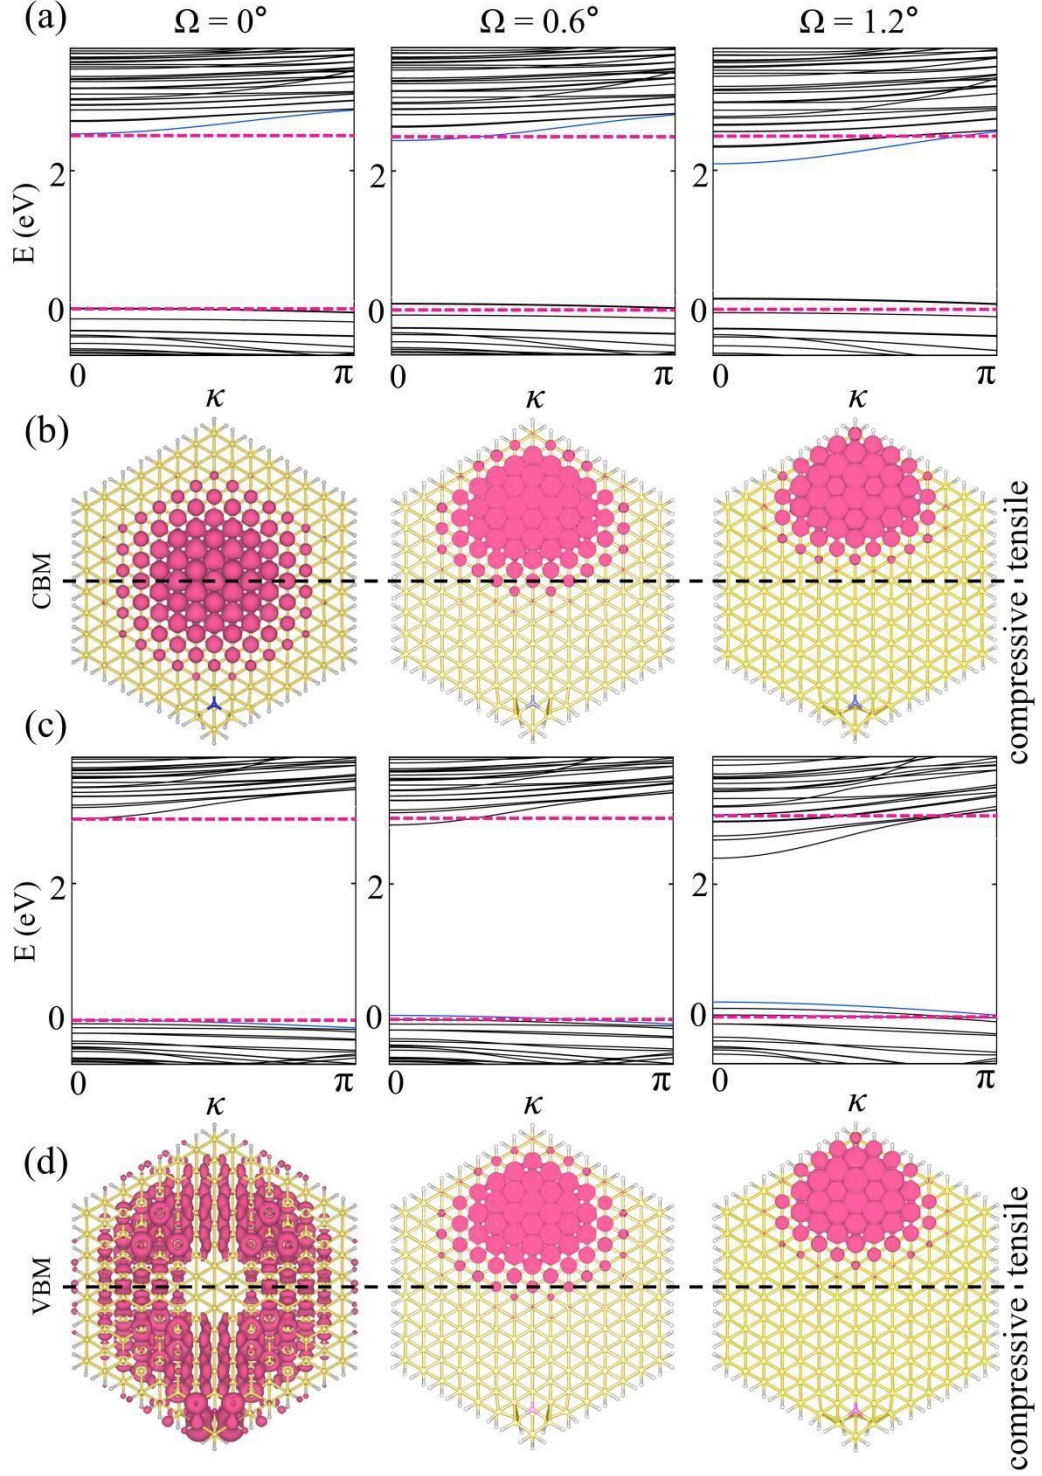 (a) Ω = 0° Ω = 0.6° Ω = 1.2°
E (eV)
2 2 2
0 0 0
0 π 0 π 0 π
κ κ κ
(b)
CBM
compressive tensile
(c)
E (eV)
2 2 2
0 0 0
0 π 0 π 0 π
κ κ κ
(d)
VBM
compressive tensile